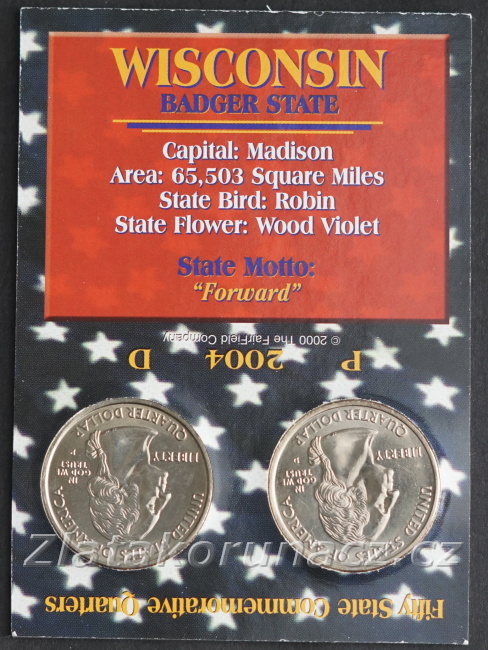 WISCONSIN
BADGER STATE
Capital: Madison
Area: 65,503 Square Miles
State Bird: Robin
State Flower: Wood Violet
State Motto:
"Forward"
© 2000 The FairField Company
P 2004 D
UNITED STATES OF AMERICA
LIBERTY
IN
GOD WE
TRUST
P
QUARTER DOLLAR
UNITED STATES OF AMERICA
LIBERTY
IN
GOD WE
TRUST
D
QUARTER DOLLAR
Fifty State Commemorative Quarters
Zlatakorunacz.cz